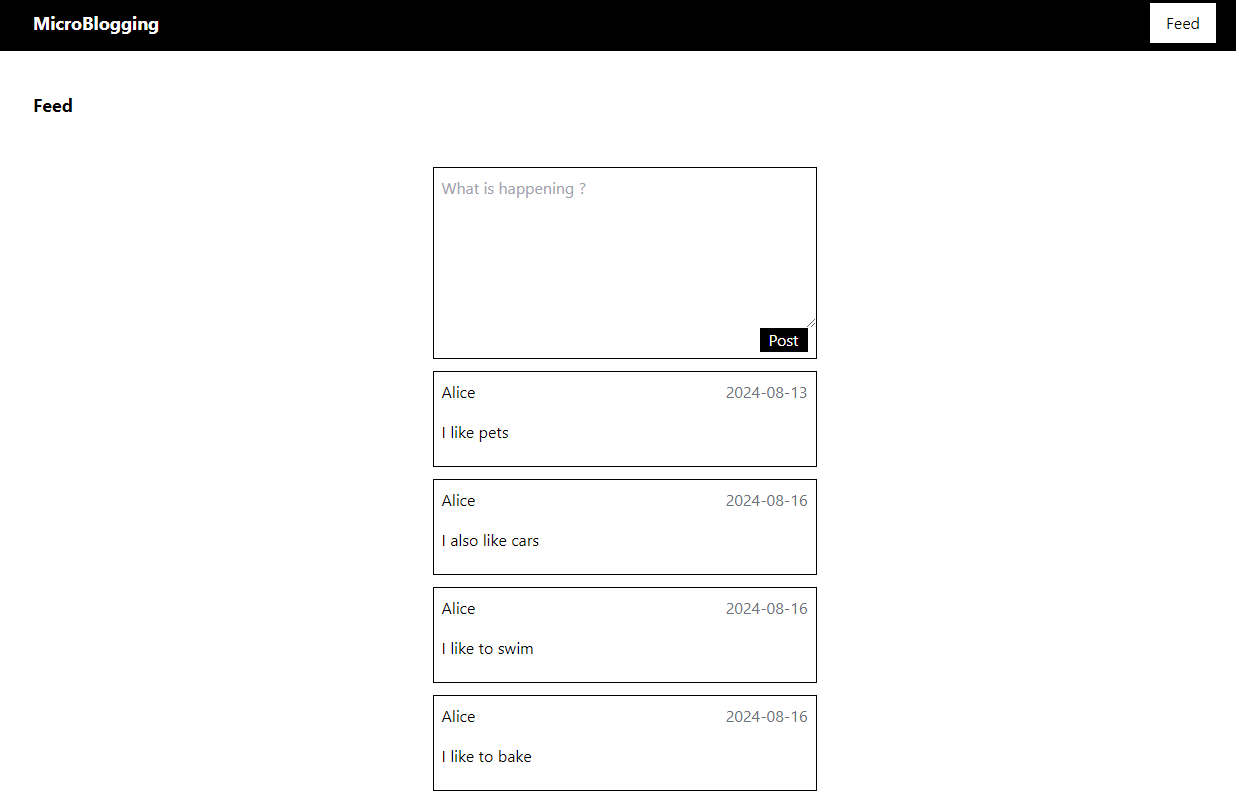 MicroBlogging
Feed
Feed
What is happening ?
Post
Alice
2024-08-13
I like pets
Alice
2024-08-16
I also like cars
Alice
2024-08-16
I like to swim
Alice
2024-08-16
I like to bake